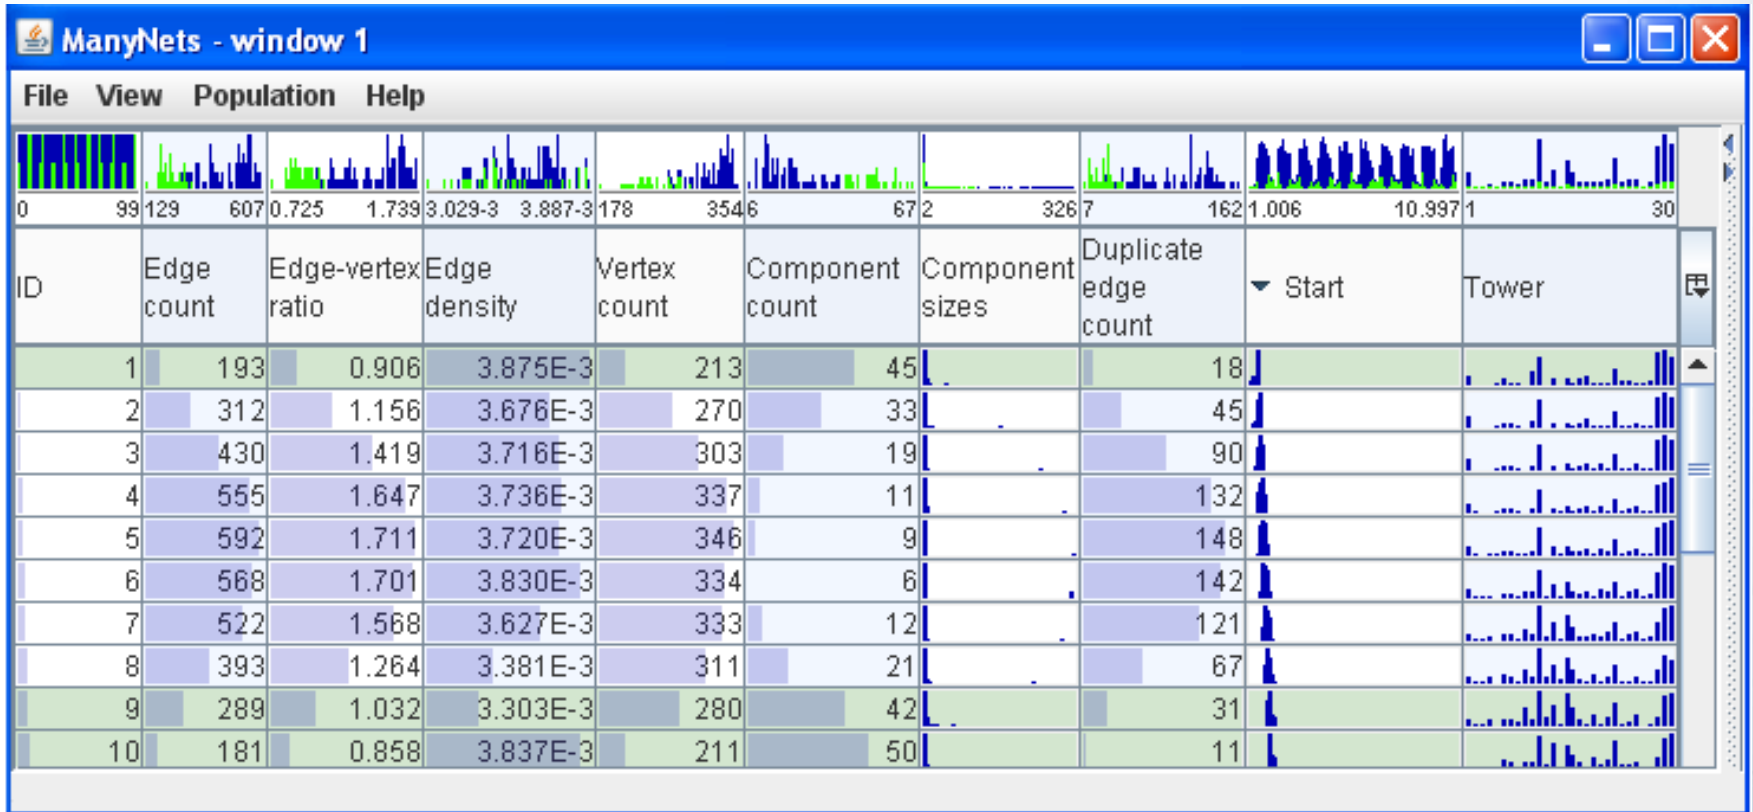 ManyNets - window 1
File View Population Help
0 99 129 607 0.725 1.739 3.029-3 3.887-3 178 354 6 67 2 326 7 162 1.006 10.997 1 30
ID Edge count Edge-vertex ratio Edge density Vertex count Component count Component sizes Duplicate edge count Start Tower
1 193 0.906 3.875E-3 213 45 18
2 312 1.156 3.676E-3 270 33 45
3 430 1.419 3.716E-3 303 19 90
4 555 1.647 3.736E-3 337 11 132
5 592 1.711 3.720E-3 346 9 148
6 568 1.701 3.830E-3 334 6 142
7 522 1.568 3.627E-3 333 12 121
8 393 1.264 3.381E-3 311 21 67
9 289 1.032 3.303E-3 280 42 31
10 181 0.858 3.837E-3 211 50 11